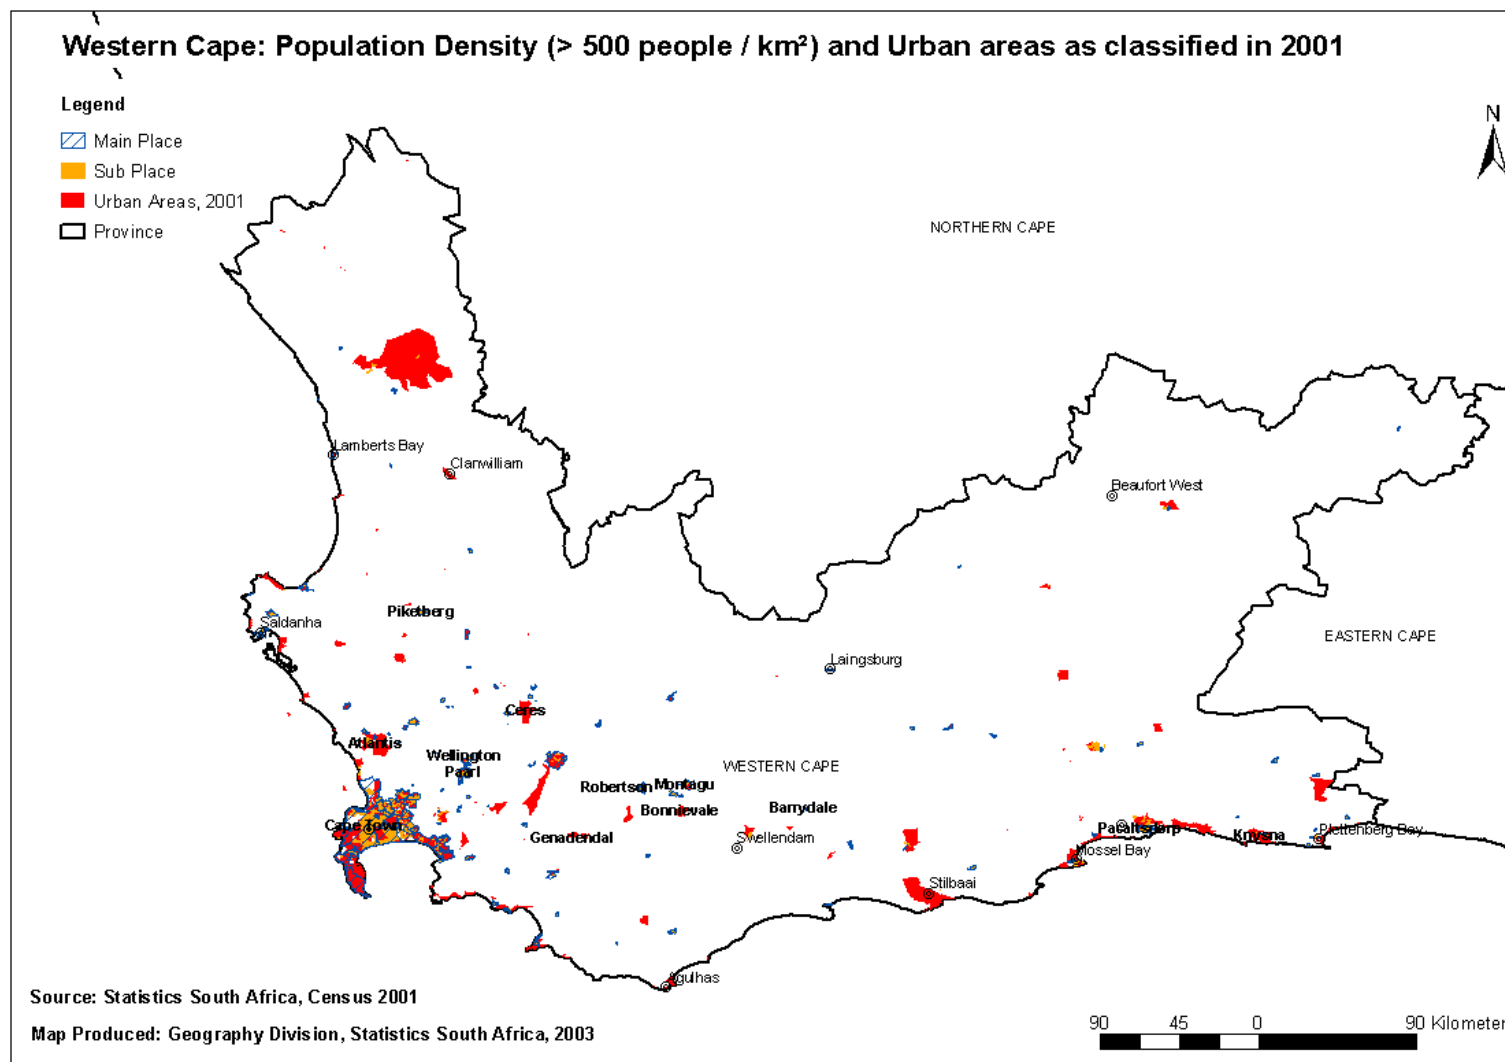 Western Cape: Population Density (> 500 people / km²) and Urban areas as classified in 2001
Legend
Main Place
Sub Place
Urban Areas, 2001
Province
N
NORTHERN CAPE
Lamberts Bay
Clanwilliam
Beaufort West
Piketberg
Saldanha
EASTERN CAPE
Laingsburg
Ceres
Atlantis
Wellington
Paarl
WESTERN CAPE
Robertson
Montagu
Bonnievale
Barrydale
Cape Town
Genadendal
Swellendam
Pacaltsdorp
Knysna
Plettenberg Bay
Mossel Bay
Stilbaai
Agulhas
Source: Statistics South Africa, Census 2001
Map Produced: Geography Division, Statistics South Africa, 2003
90 45 0 90 Kilometer